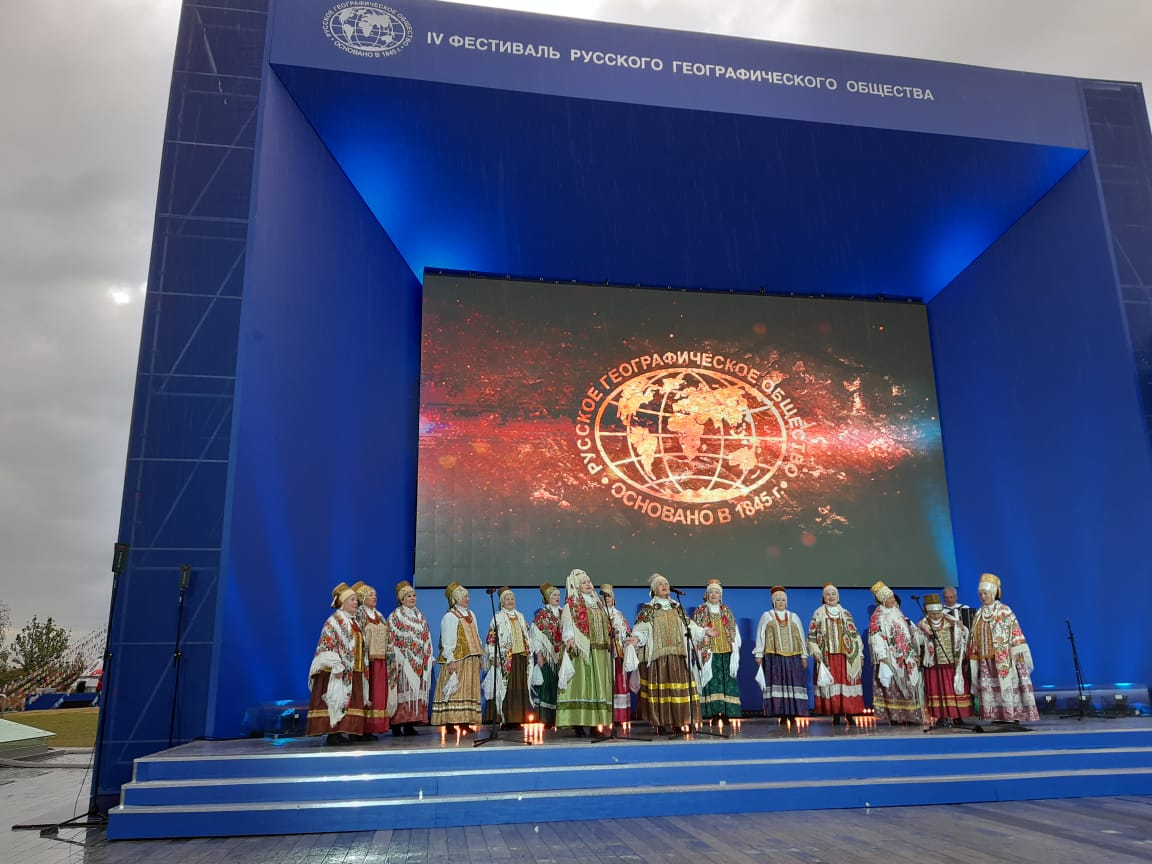 РУССКОЕ ГЕОГРАФИЧЕСКОЕ ОБЩЕСТВО
• ОСНОВАНО В 1845 г. •
IV ФЕСТИВАЛЬ РУССКОГО ГЕОГРАФИЧЕСКОГО ОБЩЕСТВА
РУССКОЕ ГЕОГРАФИЧЕСКОЕ ОБЩЕСТВО
• ОСНОВАНО В 1845 г. •